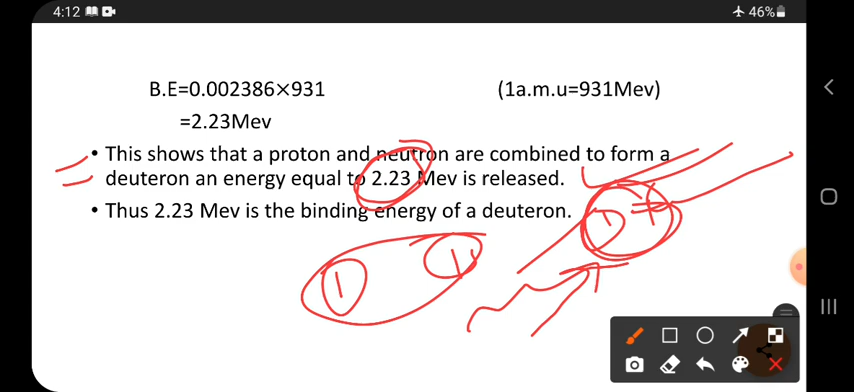 4:12 46%
B.E=0.002386×931 (1a.m.u=931Mev)
=2.23Mev
• This shows that a proton and neutron are combined to form a
deuteron an energy equal to 2.23 Mev is released.
• Thus 2.23 Mev is the binding energy of a deuteron.